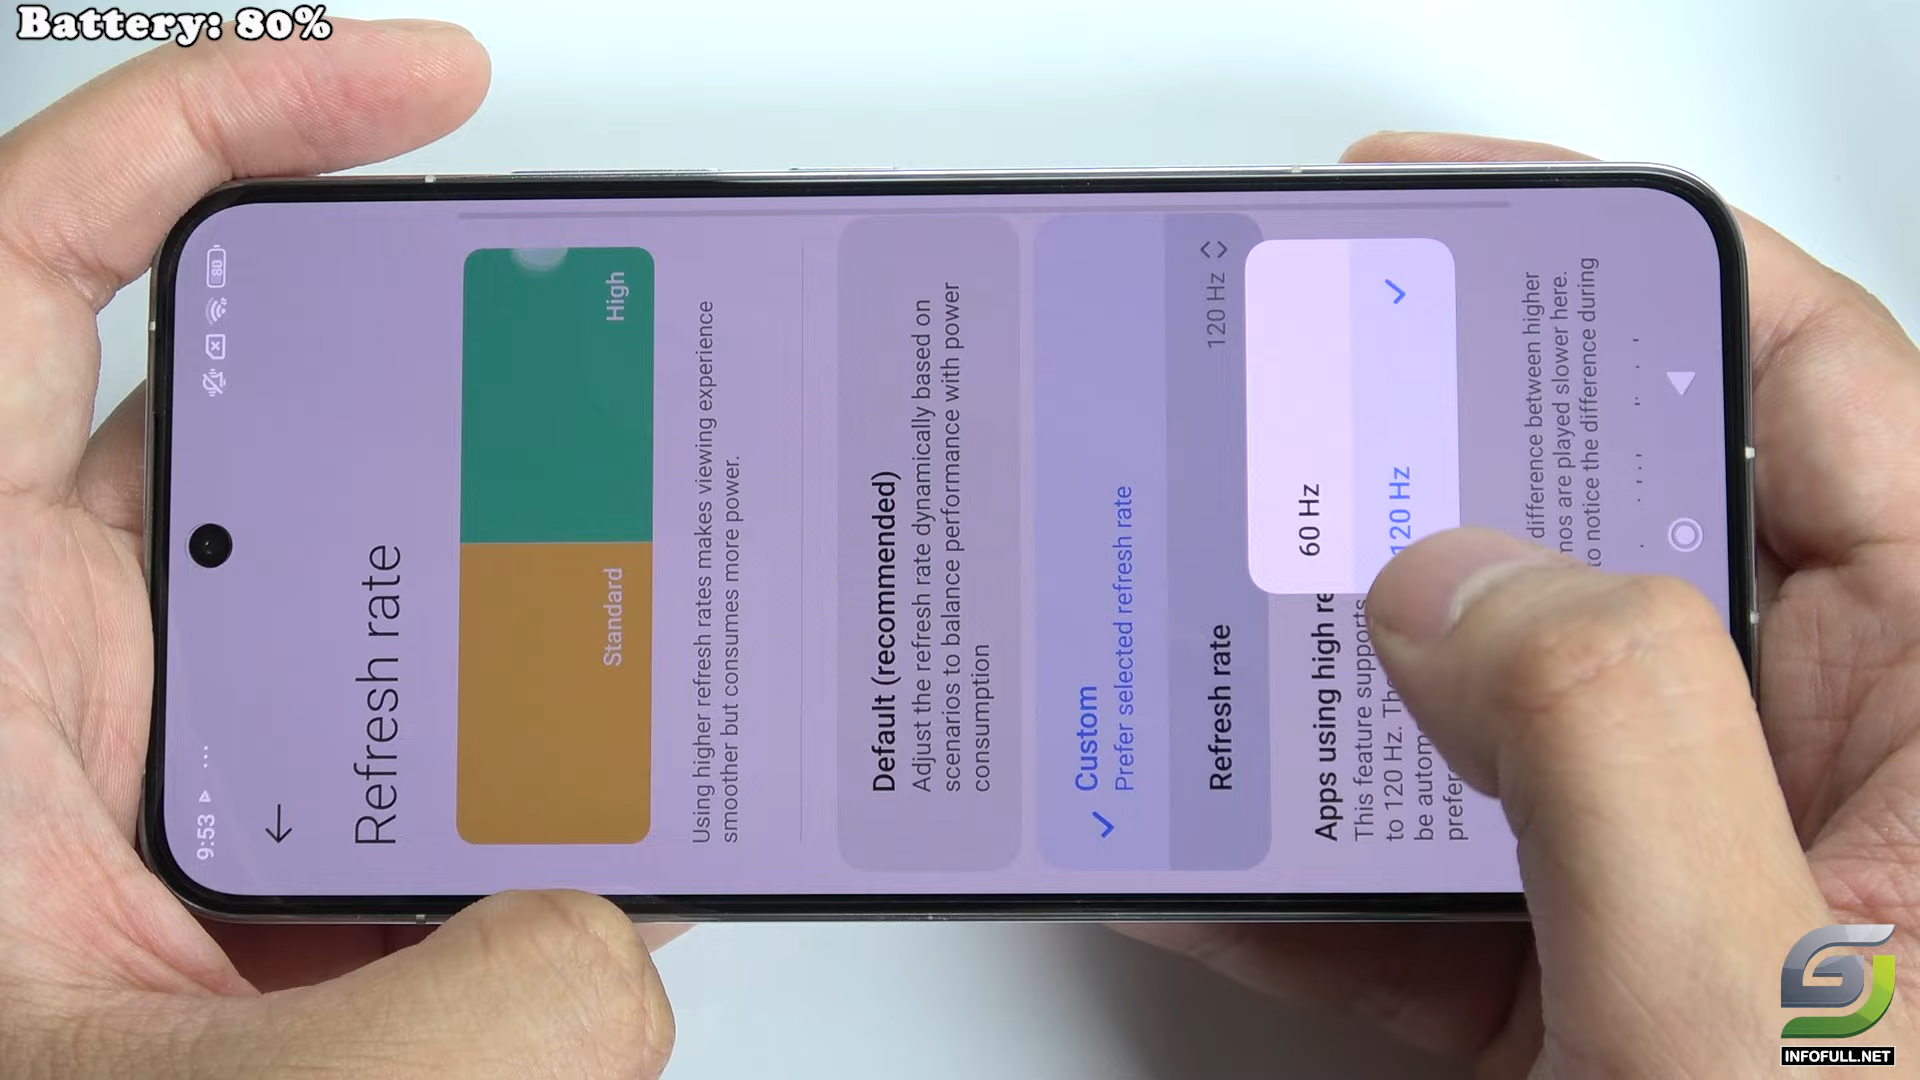 Battery: 80%
9:53
80
Refresh rate
Standard
High
Using higher refresh rates makes viewing experience
smoother but consumes more power.
Default (recommended)
Adjust the refresh rate dynamically based on
scenarios to balance performance with power
consumption
Custom
Prefer selected refresh rate
Refresh rate
120 Hz
60 Hz
120 Hz
Apps using high re
This feature supports
to 120 Hz. The
be autom
prefer
difference between higher
mos are played slower here.
to notice the difference during
INFOFULL.NET